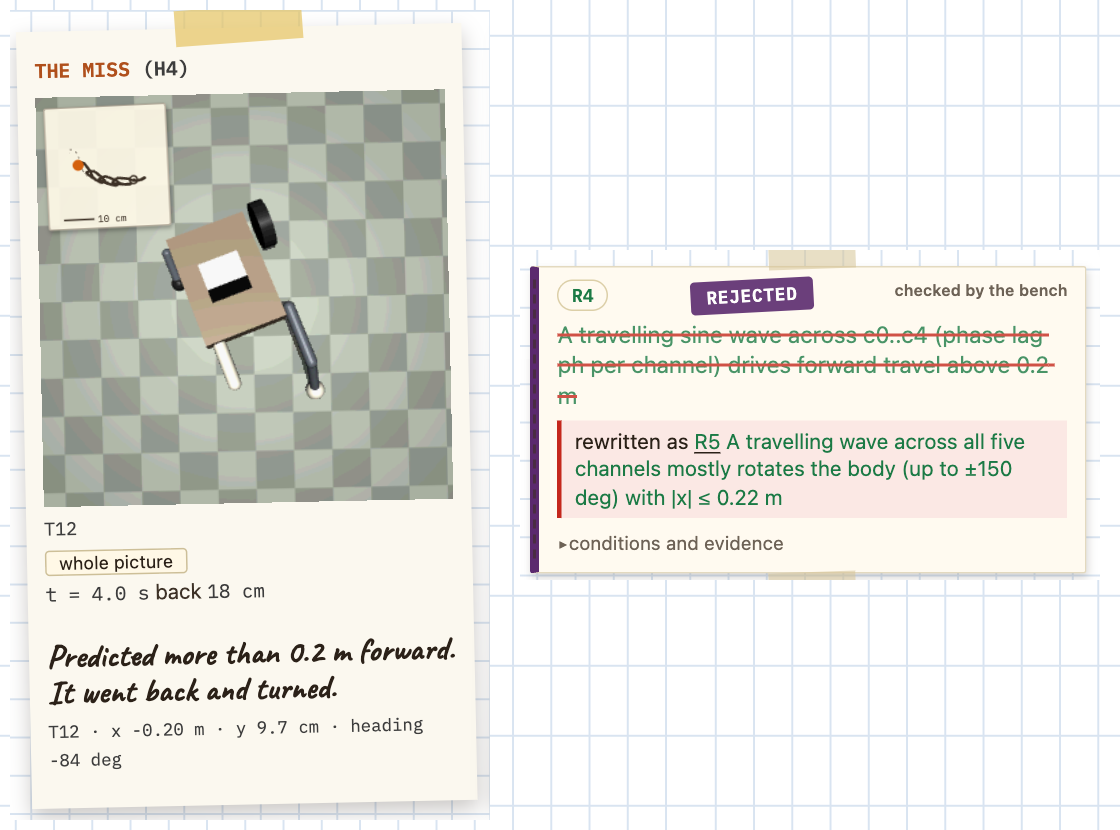 THE MISS (H4)
10 cm
T12
whole picture
t = 4.0 s back 18 cm
Predicted more than 0.2 m forward.
It went back and turned.
T12 · x -0.20 m · y 9.7 cm · heading
-84 deg
R4
REJECTED
checked by the bench
A travelling sine wave across c0..c4 (phase lag
ph per channel) drives forward travel above 0.2
m
rewritten as R5 A travelling wave across all five
channels mostly rotates the body (up to ±150
deg) with |x| ≤ 0.22 m
▸conditions and evidence